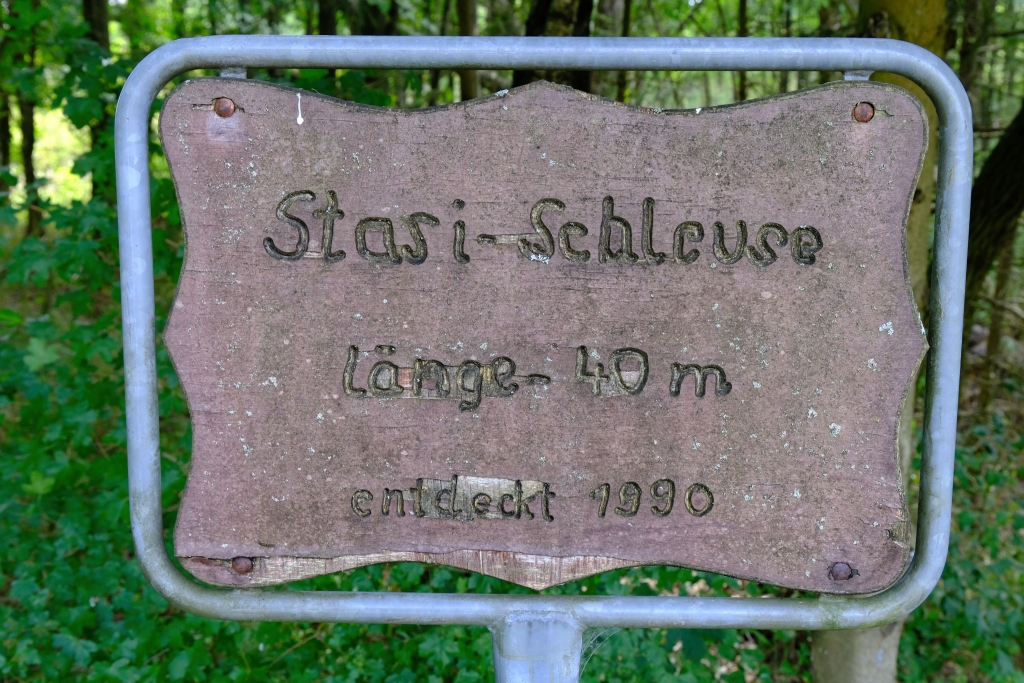 Stasi-Schleuse
Länge- 40 m
entdeckt 1990